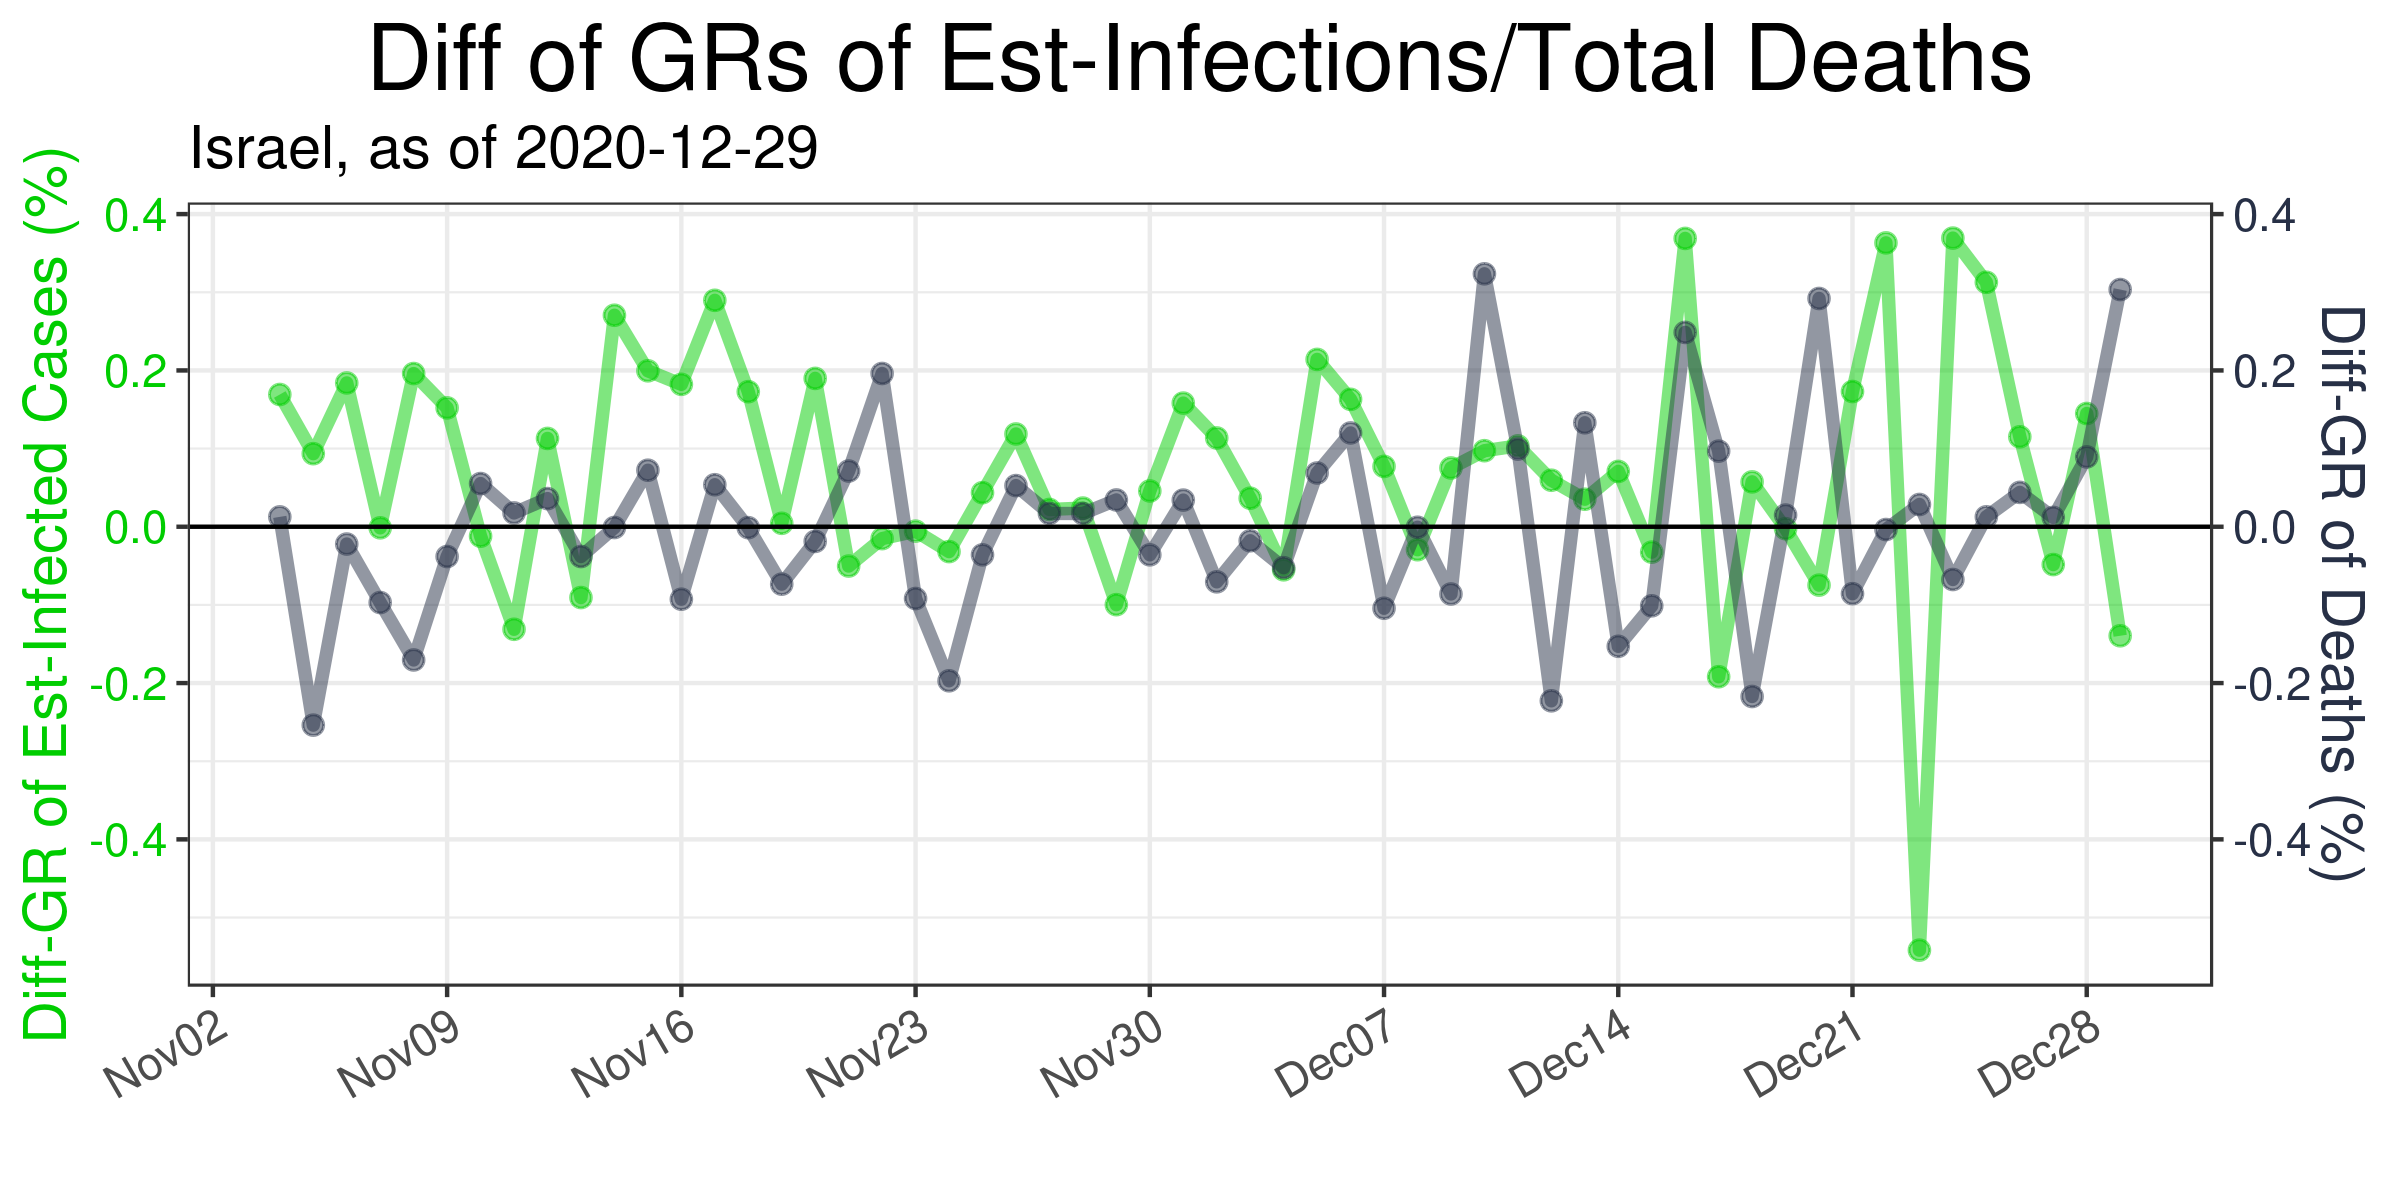 Diff of GRs of Est-Infections/Total Deaths
Israel, as of 2020-12-29
Diff-GR of Est-Infected Cases (%)
0.4
0.2
0.0
-0.2
-0.4
0.4
0.2
0.0
-0.2
-0.4
Diff-GR of Deaths (%)
Nov02
Nov09
Nov16
Nov23
Nov30
Dec07
Dec14
Dec21
Dec28